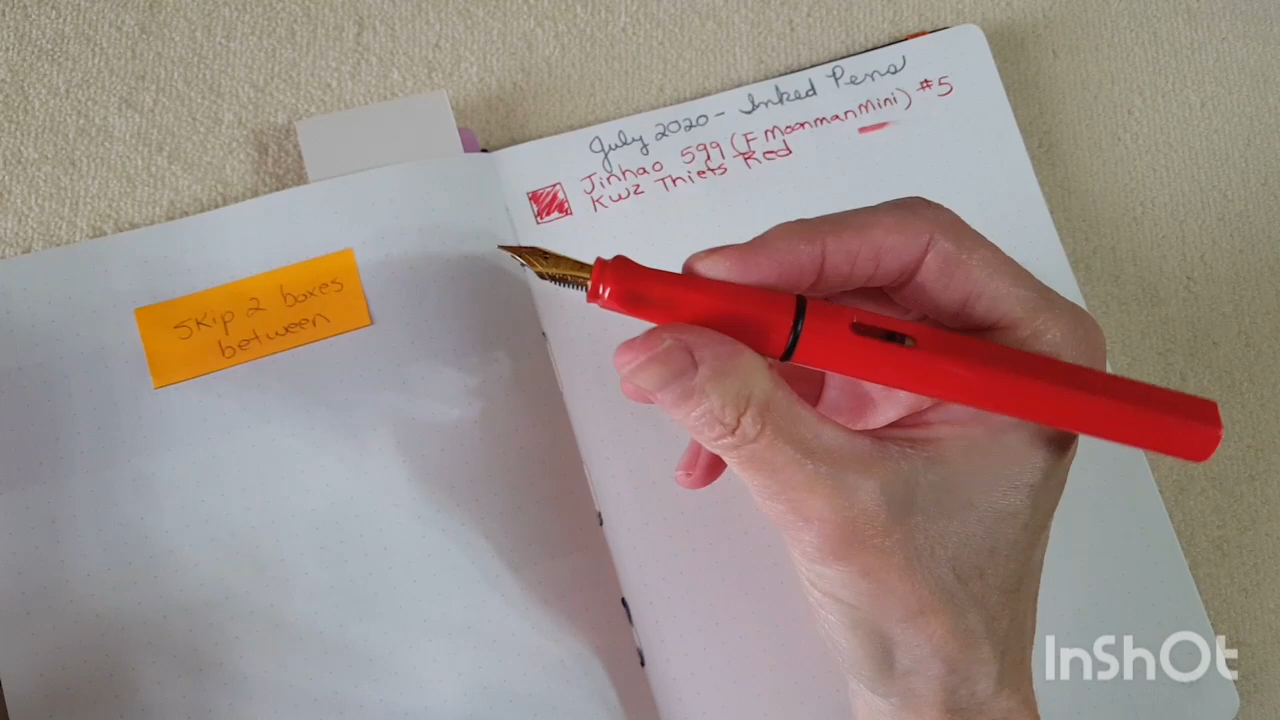 July 2020 - Inked Pens
Jinhao 599 (F Moonman Mini) #5
KWZ Thiefs Red
Skip 2 boxes
between
InShOt